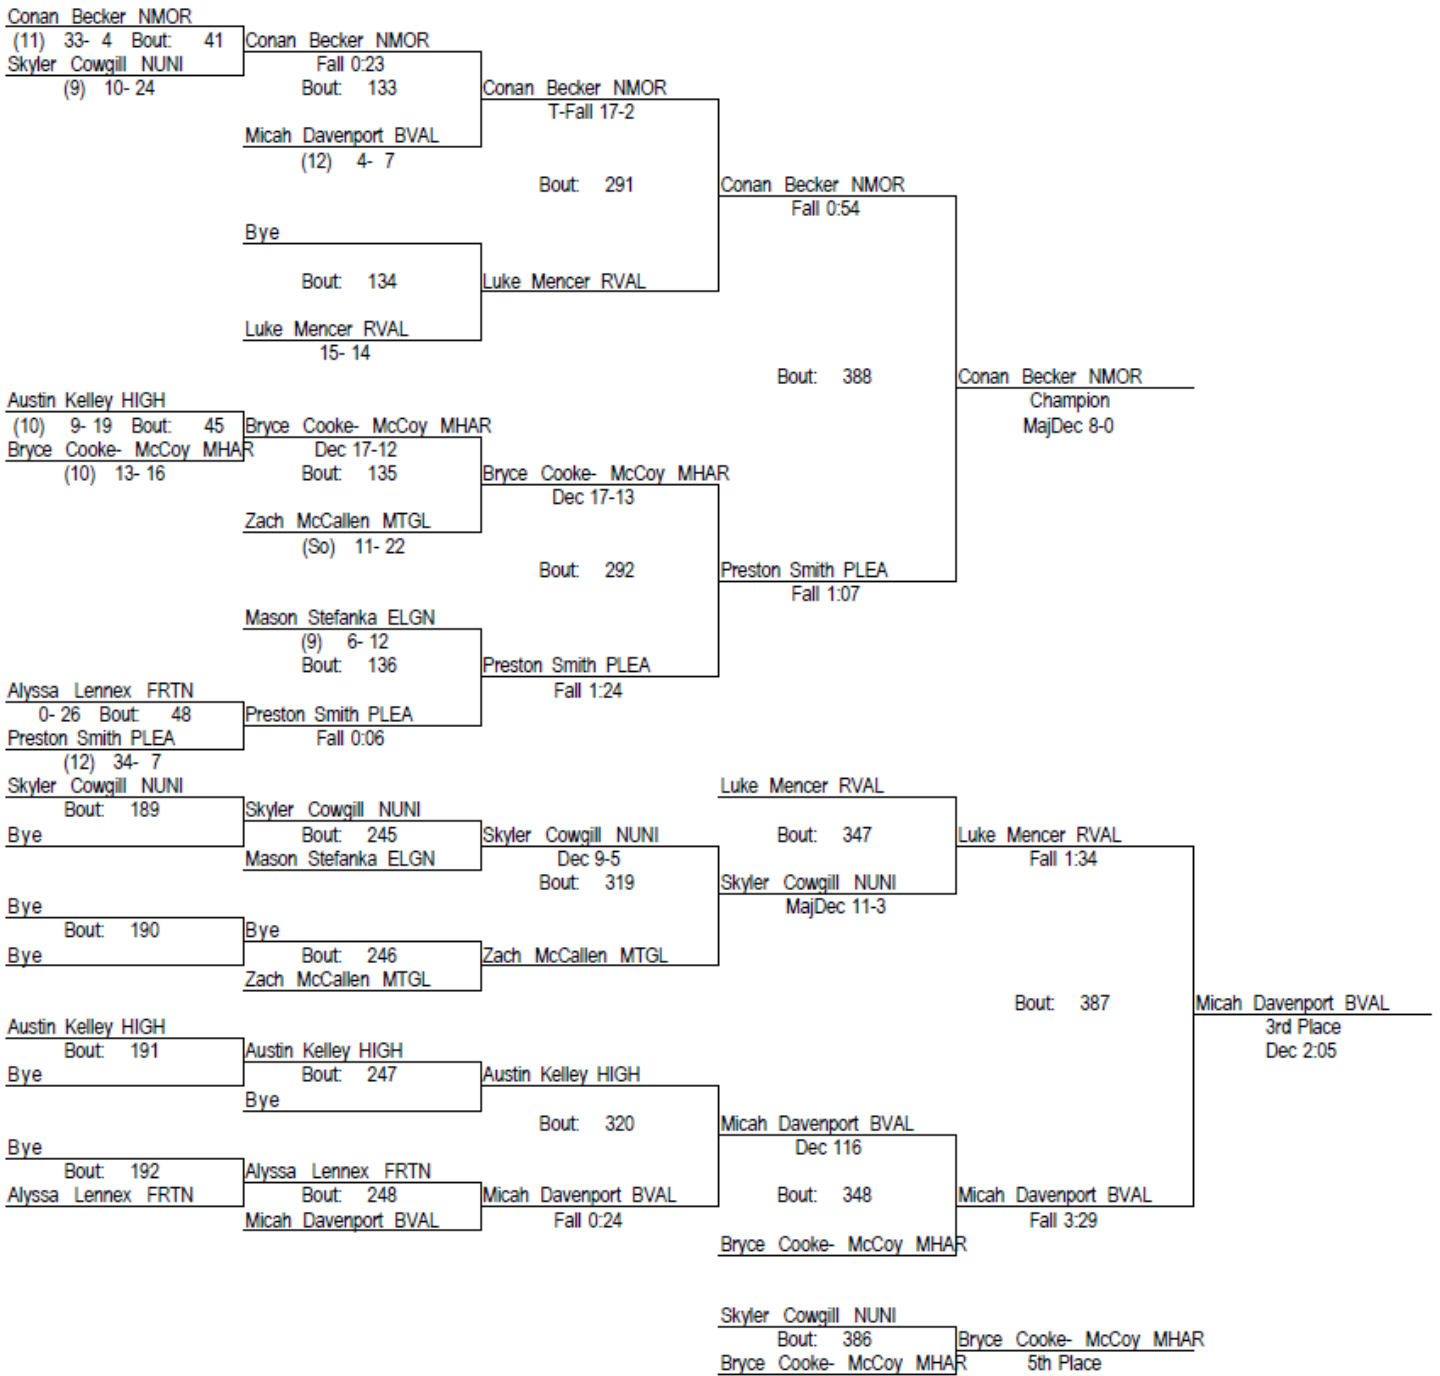 Conan Becker NMOR
(11) 33- 4 Bout: 41 Conan Becker NMOR
Skyler Cowgill NUNI Fall 0:23
(9) 10- 24 Bout: 133 Conan Becker NMOR
T-Fall 17-2
Micah Davenport BVAL
(12) 4- 7
Bout: 291 Conan Becker NMOR
Fall 0:54
Bye
Bout: 134 Luke Mencer RVAL
Luke Mencer RVAL
15- 14
Bout: 388 Conan Becker NMOR
Austin Kelley HIGH Champion
(10) 9- 19 Bout: 45 Bryce Cooke- McCoy MHAR MajDec 8-0
Bryce Cooke- McCoy MHAR Dec 17-12
(10) 13- 16 Bout: 135 Bryce Cooke- McCoy MHAR
Dec 17-13
Zach McCallen MTGL
(So) 11- 22
Bout: 292 Preston Smith PLEA
Fall 1:07
Mason Stefanka ELGN
(9) 6- 12
Bout: 136 Preston Smith PLEA
Alyssa Lennex FRTN Fall 1:24
0- 26 Bout: 48 Preston Smith PLEA
Preston Smith PLEA Fall 0:06
(12) 34- 7
Skyler Cowgill NUNI Luke Mencer RVAL
Bout: 189 Skyler Cowgill NUNI
Bye Bout: 245 Skyler Cowgill NUNI Bout: 347 Luke Mencer RVAL
Mason Stefanka ELGN Dec 9-5 Fall 1:34
Bout: 319 Skyler Cowgill NUNI
Bye MajDec 11-3
Bout: 190 Bye
Bye Bout: 246 Zach McCallen MTGL
Zach McCallen MTGL
Bout: 387 Micah Davenport BVAL
Austin Kelley HIGH 3rd Place
Bout: 191 Austin Kelley HIGH Dec 2:05
Bye Bout: 247 Austin Kelley HIGH
Bye
Bout: 320 Micah Davenport BVAL
Bye Dec 116
Bout: 192 Alyssa Lennex FRTN
Alyssa Lennex FRTN Bout: 248 Micah Davenport BVAL Bout: 348 Micah Davenport BVAL
Micah Davenport BVAL Fall 0:24 Fall 3:29
Bryce Cooke- McCoy MHAR
Skyler Cowgill NUNI
Bout: 386 Bryce Cooke- McCoy MHAR
Bryce Cooke- McCoy MHAR 5th Place